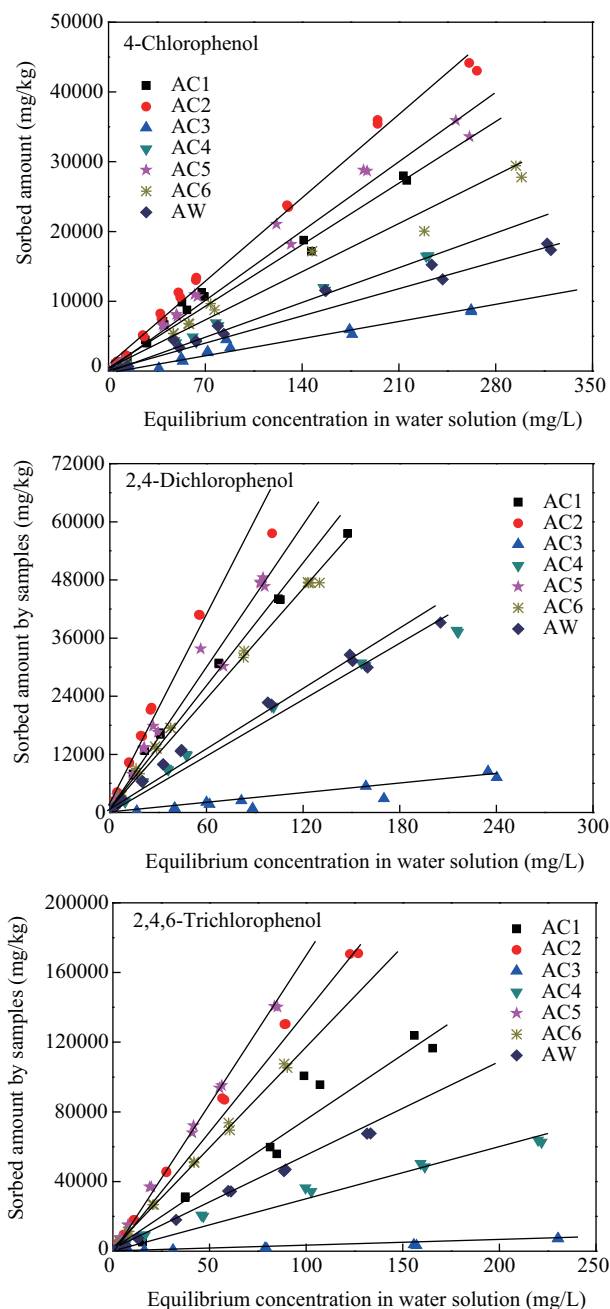 4-Chlorophenol
AC1
AC2
AC3
AC4
AC5
AC6
AW
50000
40000
30000
20000
10000
0
Sorbed amount (mg/kg)
0 70 140 210 280 350
Equilibrium concentration in water solution (mg/L)
2,4-Dichlorophenol
AC1
AC2
AC3
AC4
AC5
AC6
AW
72000
60000
48000
36000
24000
12000
0
Sorbed amount by samples (mg/kg)
0 60 120 180 240 300
Equilibrium concentration in water solution (mg/L)
2,4,6-Trichlorophenol
AC1
AC2
AC3
AC4
AC5
AC6
AW
200000
160000
120000
80000
40000
0
Sorbed amount by samples (mg/kg)
0 50 100 150 200 250
Equilibrium concentration in water solution (mg/L)